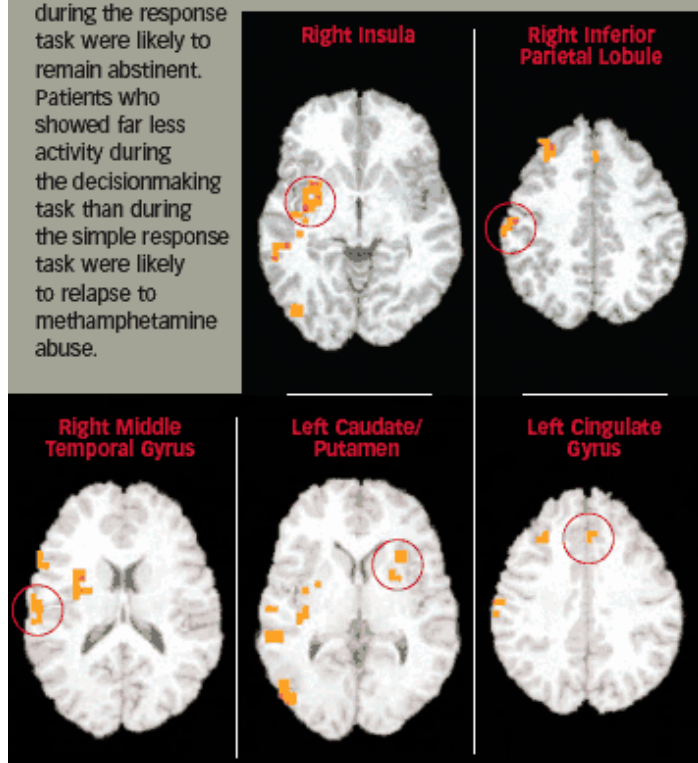 during the response
task were likely to
remain abstinent.
Patients who
showed far less
activity during
the decisionmaking
task than during
the simple response
task were likely
to relapse to
methamphetamine
abuse.
Right Insula
Right Inferior
Parietal Lobule
Right Middle
Temporal Gyrus
Left Caudate/
Putamen
Left Cingulate
Gyrus